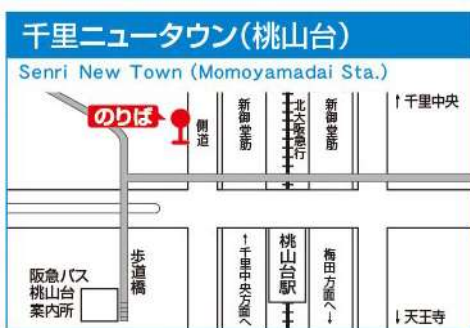 千里ニュータウン(桃山台)
Senri New Town (Momoyamadai Sta.)
のりば
側道
新御堂筋
北大阪急行
新御堂筋
↑千里中央
歩道橋
阪急バス
桃山台
案内所
↑千里中央方面へ
桃山台駅
梅田方面へ↓
↓天王寺